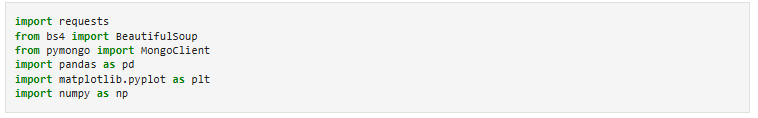 import requests
from bs4 import BeautifulSoup
from pymongo import MongoClient
import pandas as pd
import matplotlib.pyplot as plt
import numpy as np